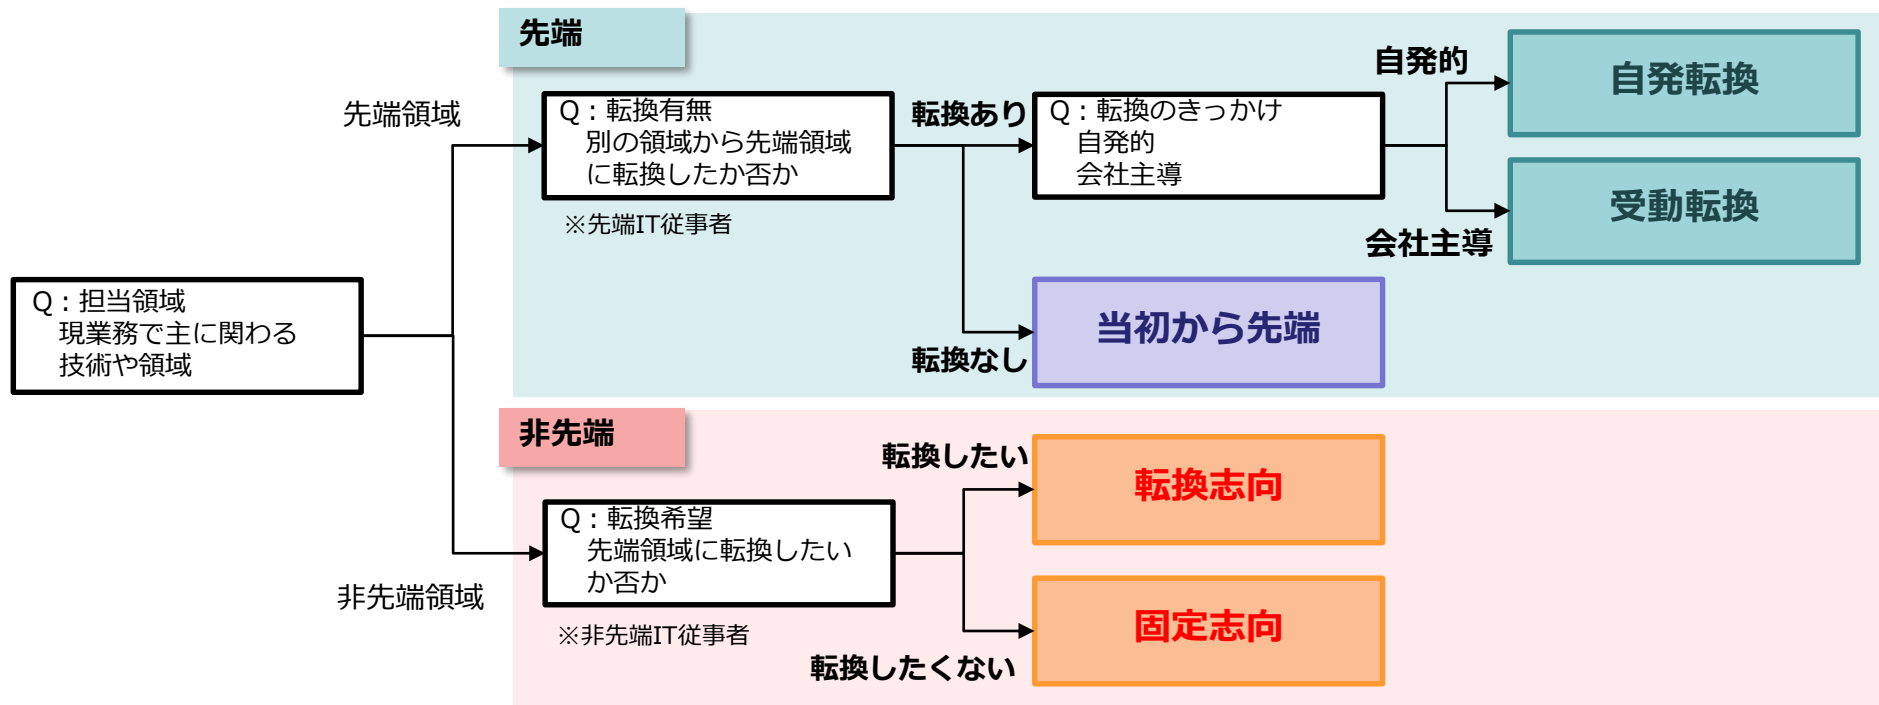 先端
自発的
自発転換
先端領域
Q：転換有無
別の領域から先端領域
に転換したか否か
転換あり
Q：転換のきっかけ
自発的
会社主導
※先端IT従事者
受動転換
会社主導
Q：担当領域
現業務で主に関わる
技術や領域
当初から先端
転換なし
非先端
転換したい
転換志向
Q：転換希望
先端領域に転換したい
か否か
非先端領域
※非先端IT従事者
固定志向
転換したくない